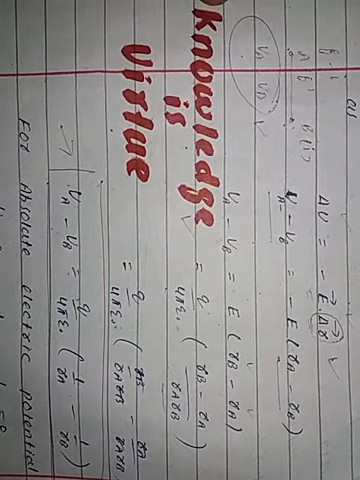 ΔV = - E⃗. Δr⃗
V_A - V_B = - E (r_A - r_B)
V_A - V_B = E (r_B - r_A)
= q/4πε₀ (r_B - r_A / r_A r_B)
= q/4πε₀ (r_B/r_A r_B - r_A/r_A r_B)
V_A - V_B = q/4πε₀ (1/r_A - 1/r_B)
For Absolute electric potential
knowledge
is
virtue